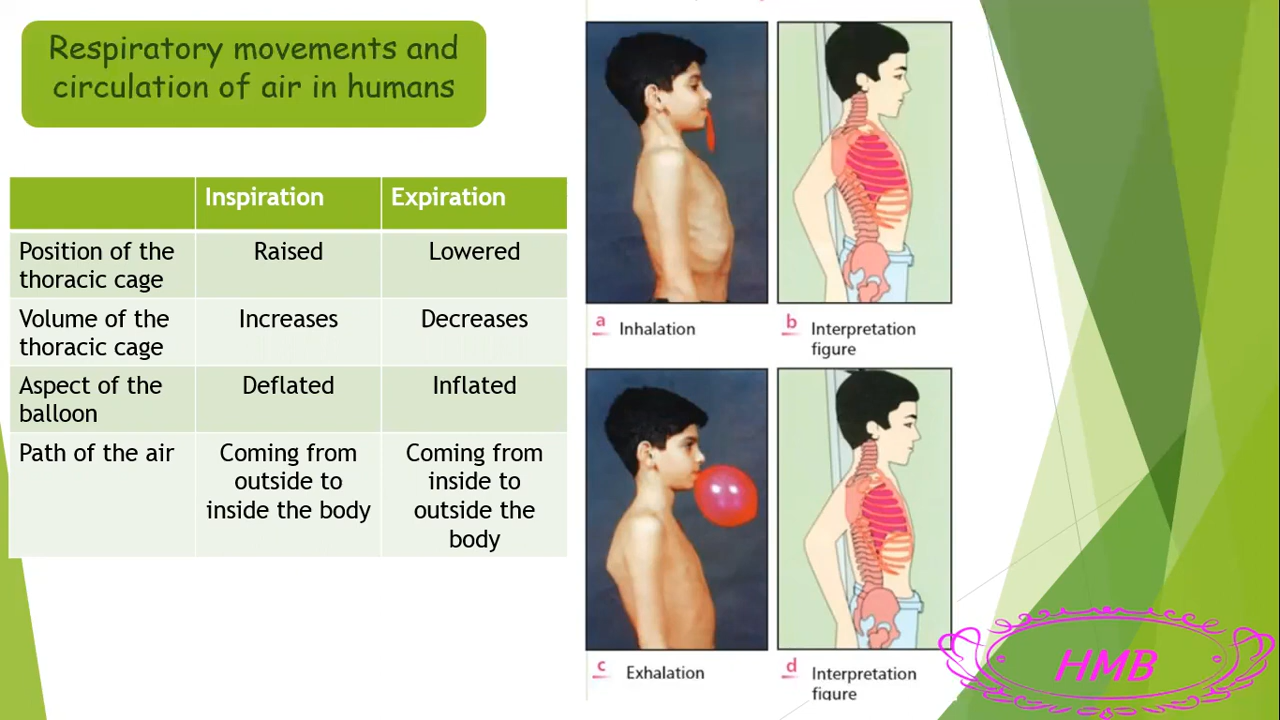 Respiratory movements and
circulation of air in humans
Inspiration
Expiration
Position of the
thoracic cage
Raised
Lowered
Volume of the
thoracic cage
Increases
Decreases
Aspect of the
balloon
Deflated
Inflated
Path of the air
Coming from
outside to
inside the body
Coming from
inside to
outside the
body
a Inhalation
b Interpretation
figure
c Exhalation
d Interpretation
figure
HMB